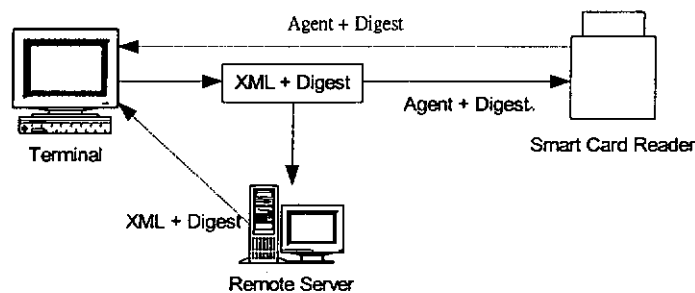 Agent + Digest
XML + Digest
Agent + Digest.
Terminal
Smart Card Reader
XML + Digest
Remote Server